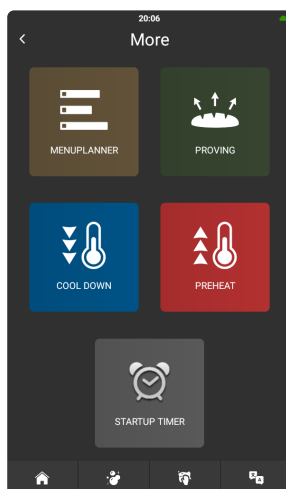 20:06
More
MENUPLANNER
PROVING
COOL DOWN
PREHEAT
STARTUP TIMER